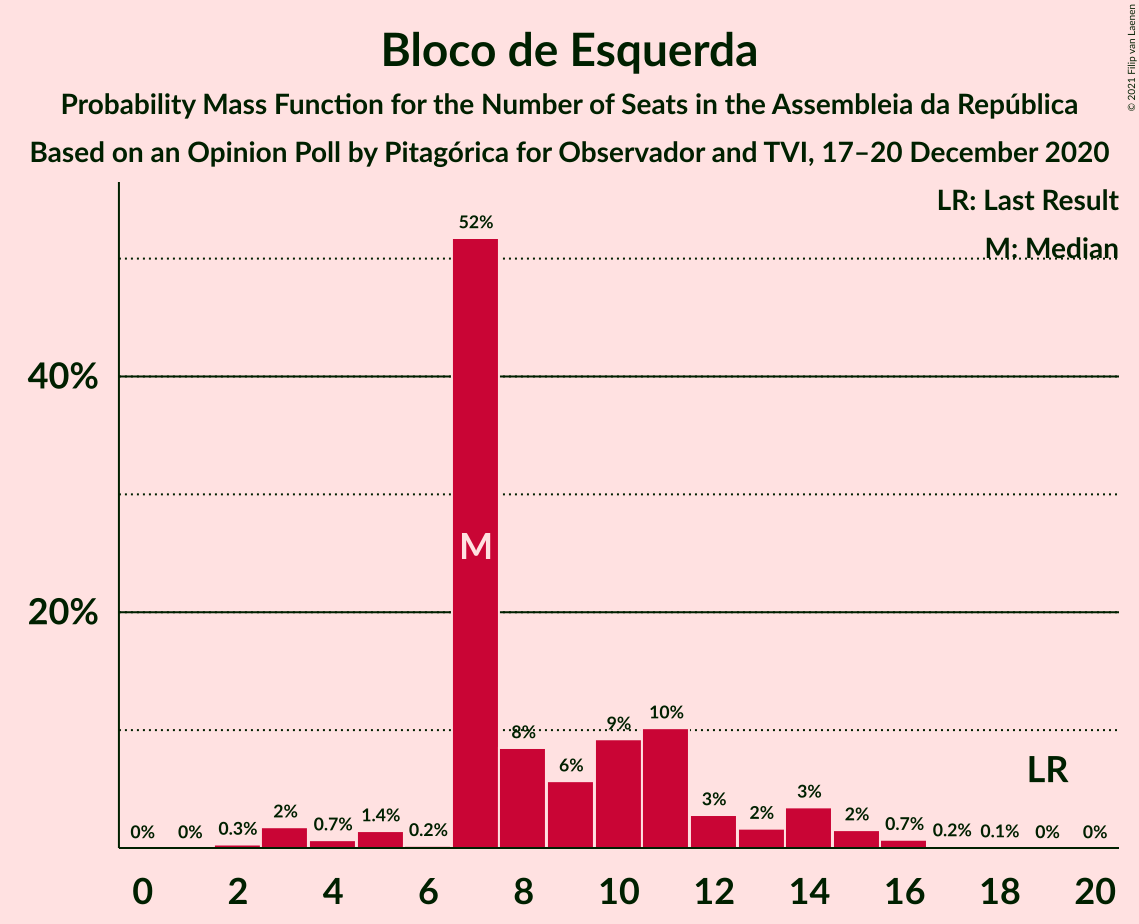 Bloco de Esquerda
Probability Mass Function for the Number of Seats in the Assembleia da República
Based on an Opinion Poll by Pitagórica for Observador and TVI, 17–20 December 2020
© 2021 Filip van Laenen
LR: Last Result
M: Median
52%
40%
M
20%
0% 0% 0.3% 2% 0.7% 1.4% 0.2% 8% 6% 9% 10% 3% 2% 3% 2% 0.7% 0.2% 0.1% 0% 0%
LR
0 2 4 6 8 10 12 14 16 18 20